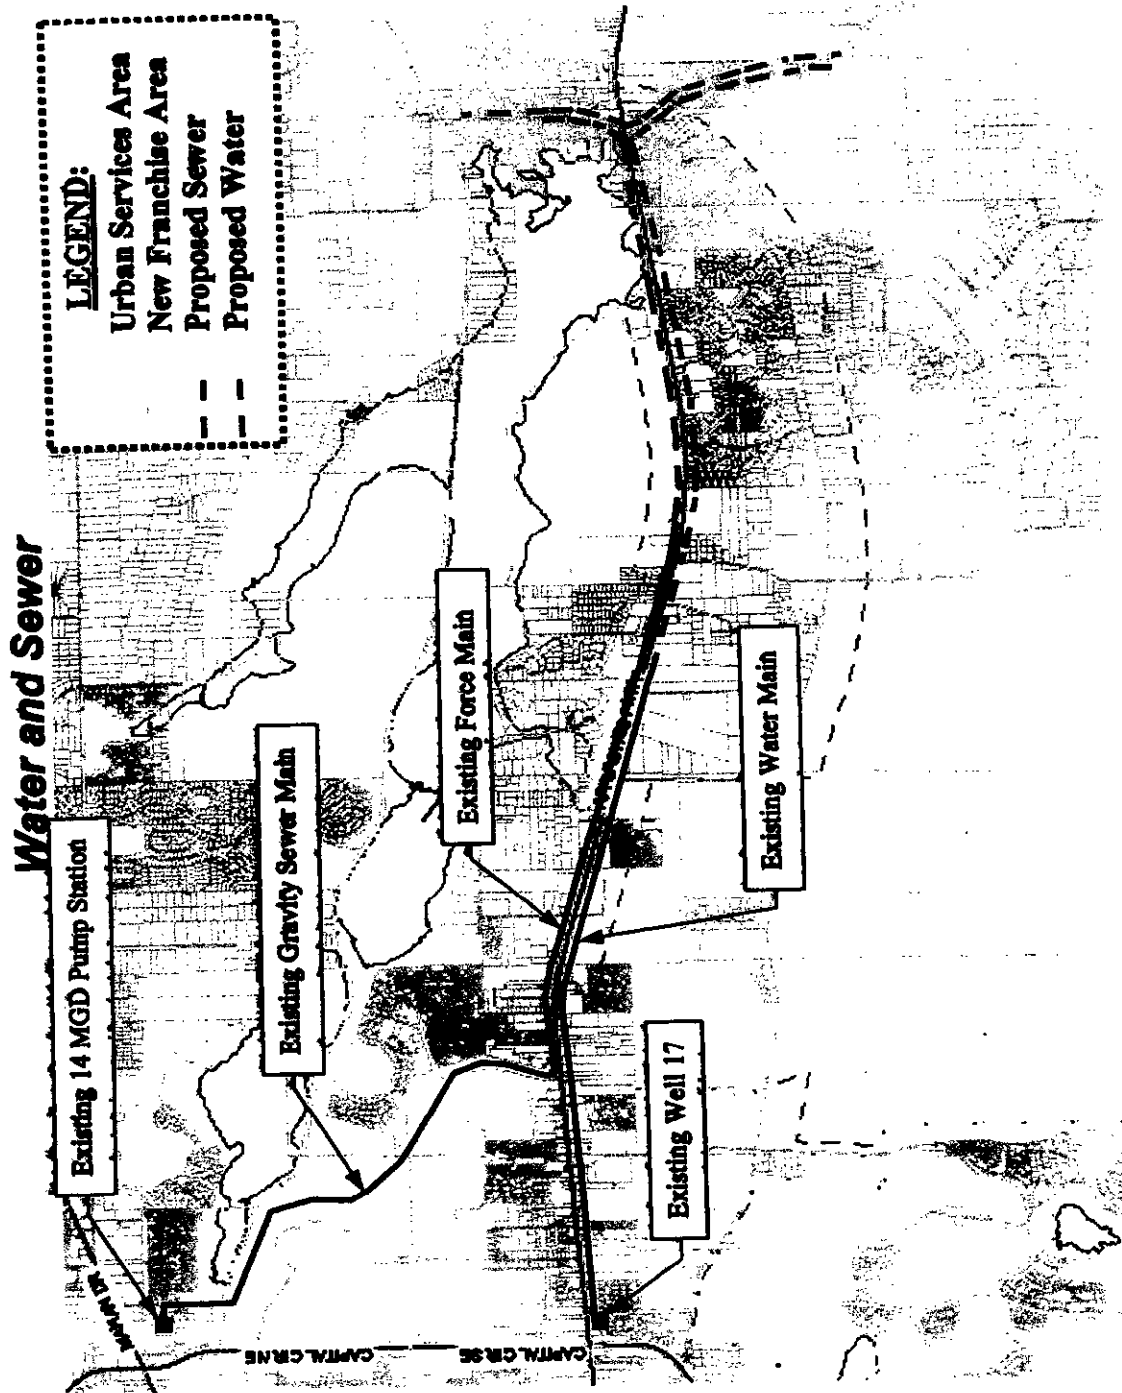 Water and Sewer
LEGEND:
Urban Services Area
New Franchise Area
Proposed Sewer
Proposed Water
Existing 14 MGD Pump Station
Existing Gravity Sewer Main
Existing Force Main
Existing Water Main
Existing Well 17
MAHAN DR
CAPITAL CIR NE
CAPITAL CIR SE